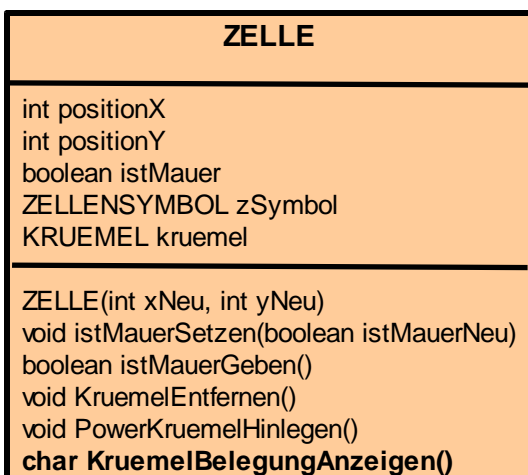 ZELLE
int positionX
int positionY
boolean istMauer
ZELLENSYMBOL zSymbol
KRUEMEL kruemel
ZELLE(int xNeu, int yNeu)
void istMauerSetzen(boolean istMauerNeu)
boolean istMauerGeben()
void KruemelEntfernen()
void PowerKruemelHinlegen()
char KruemelBelegungAnzeigen()